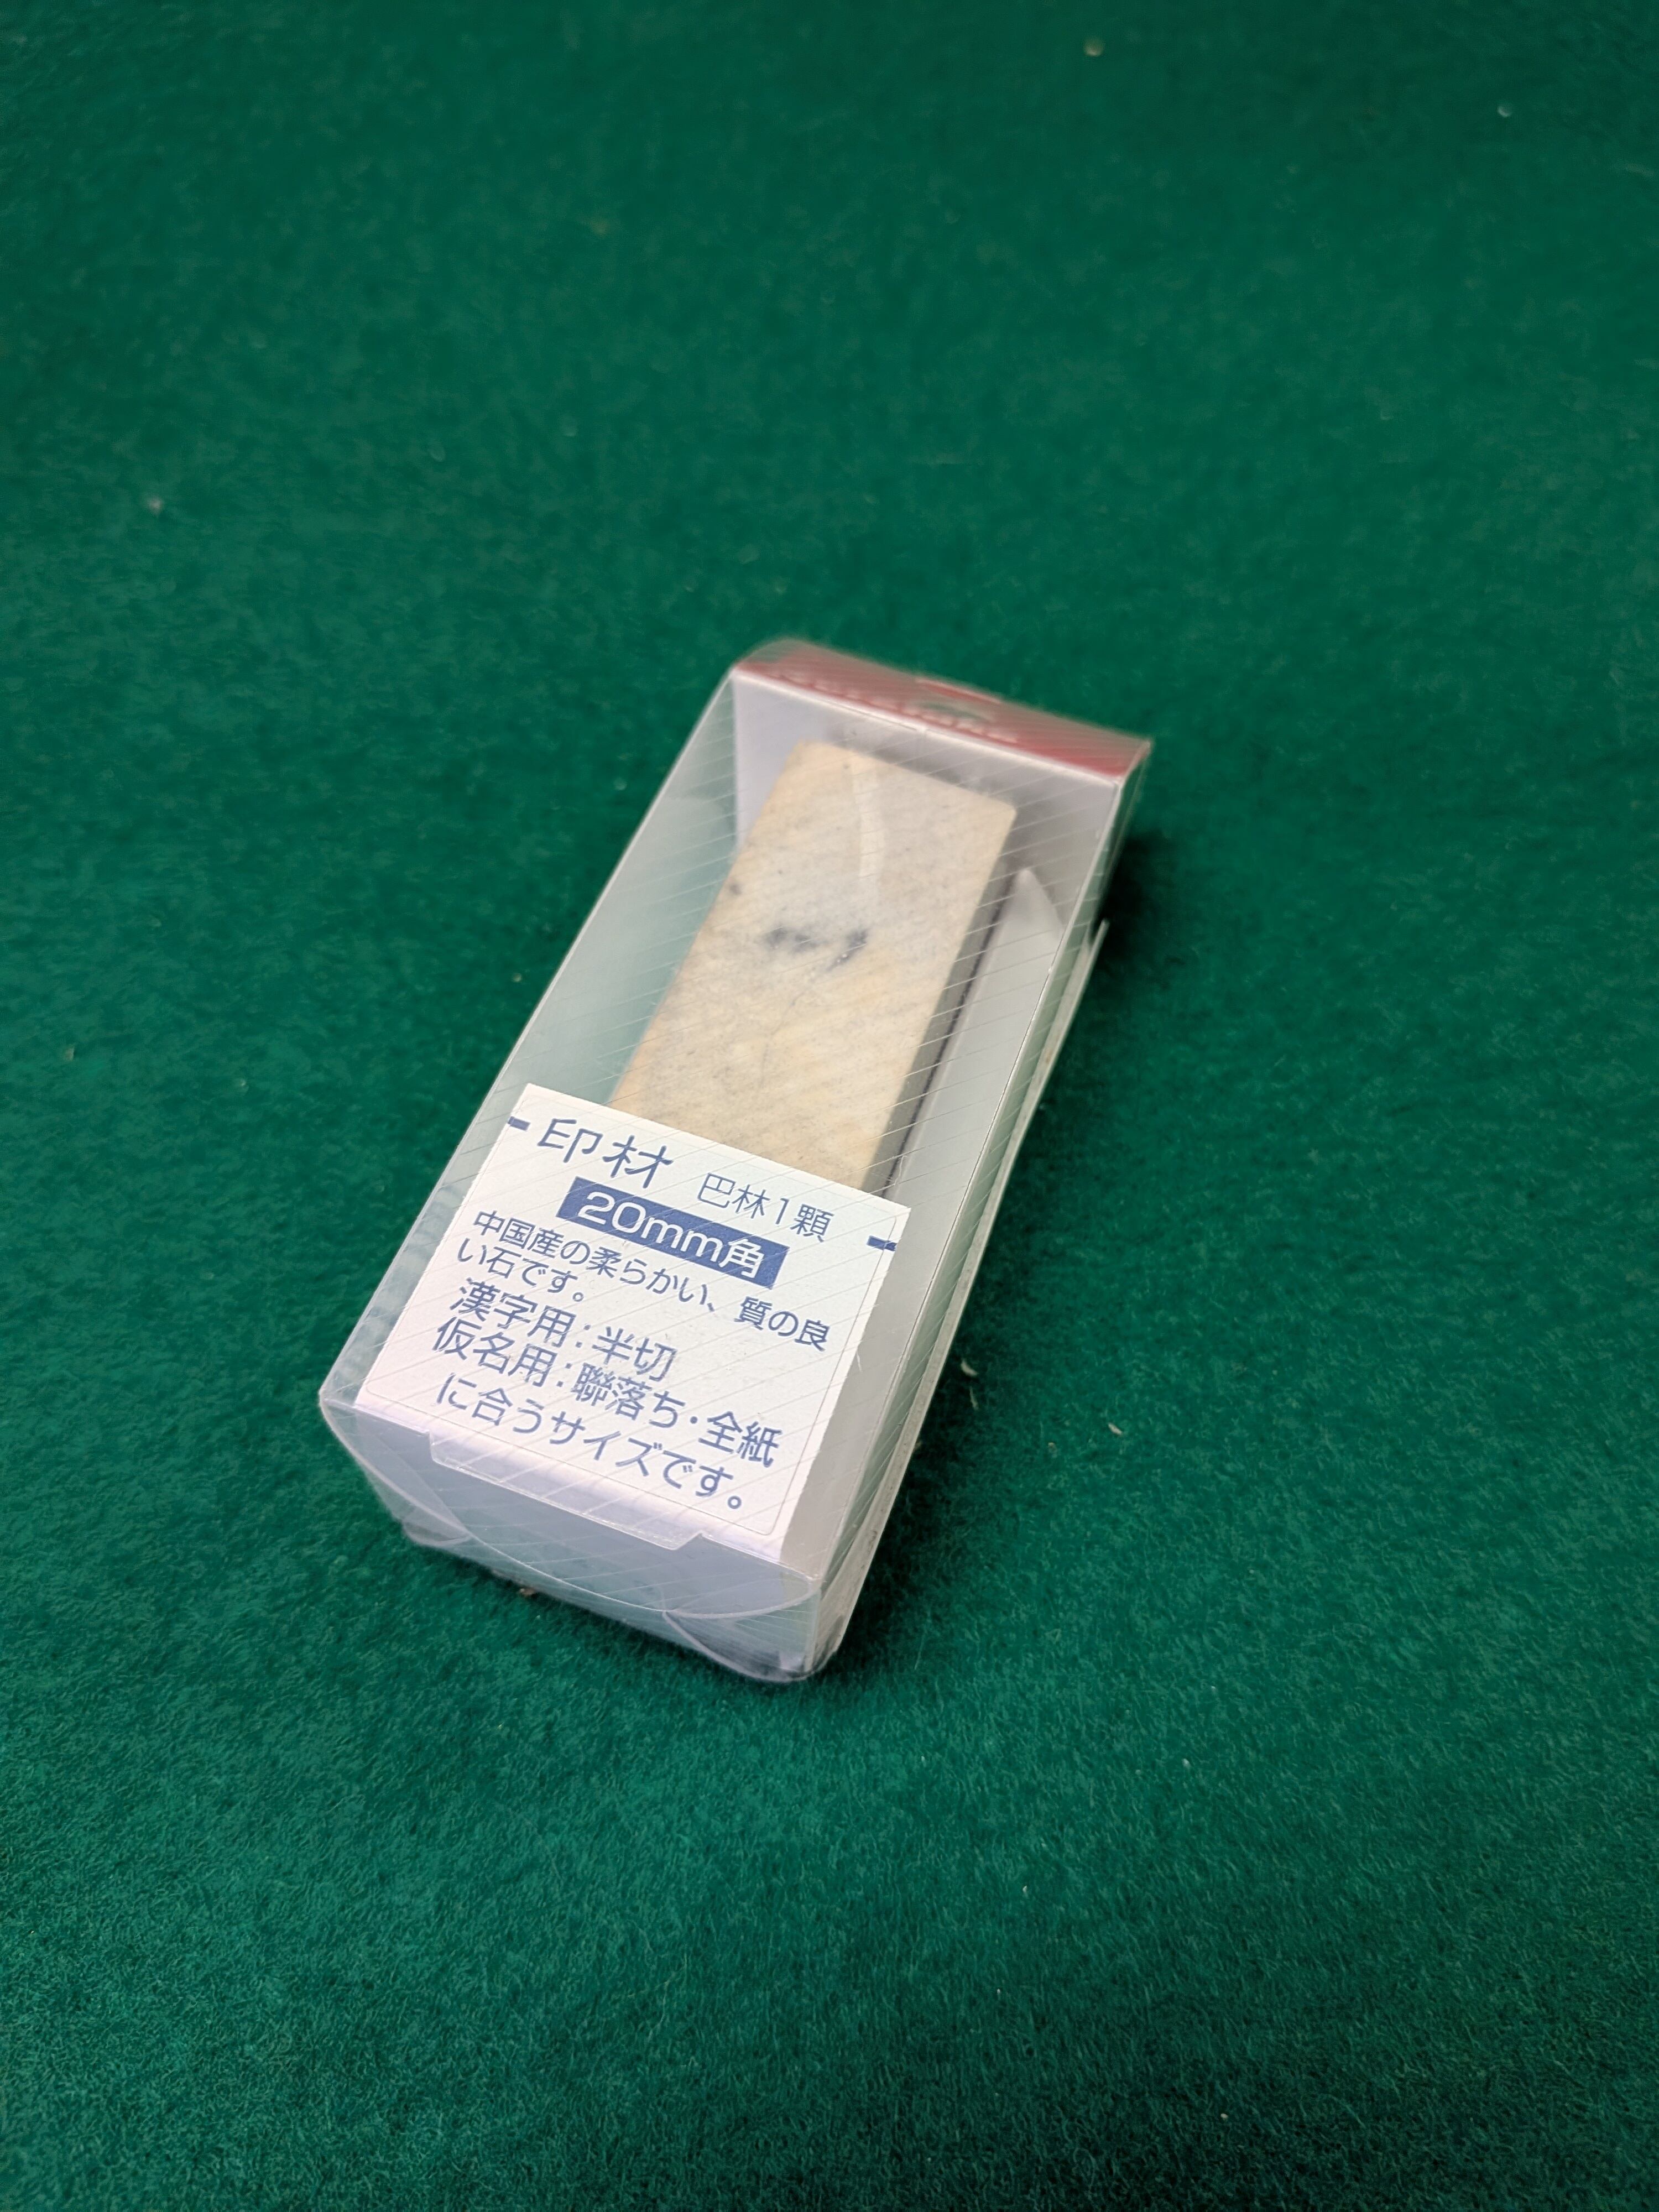 印材 巴林1顆
20mm角
中国産の柔らかい、質の良
い石です。
漢字用:半切
仮名用:聯落ち・全紙
に合うサイズです。